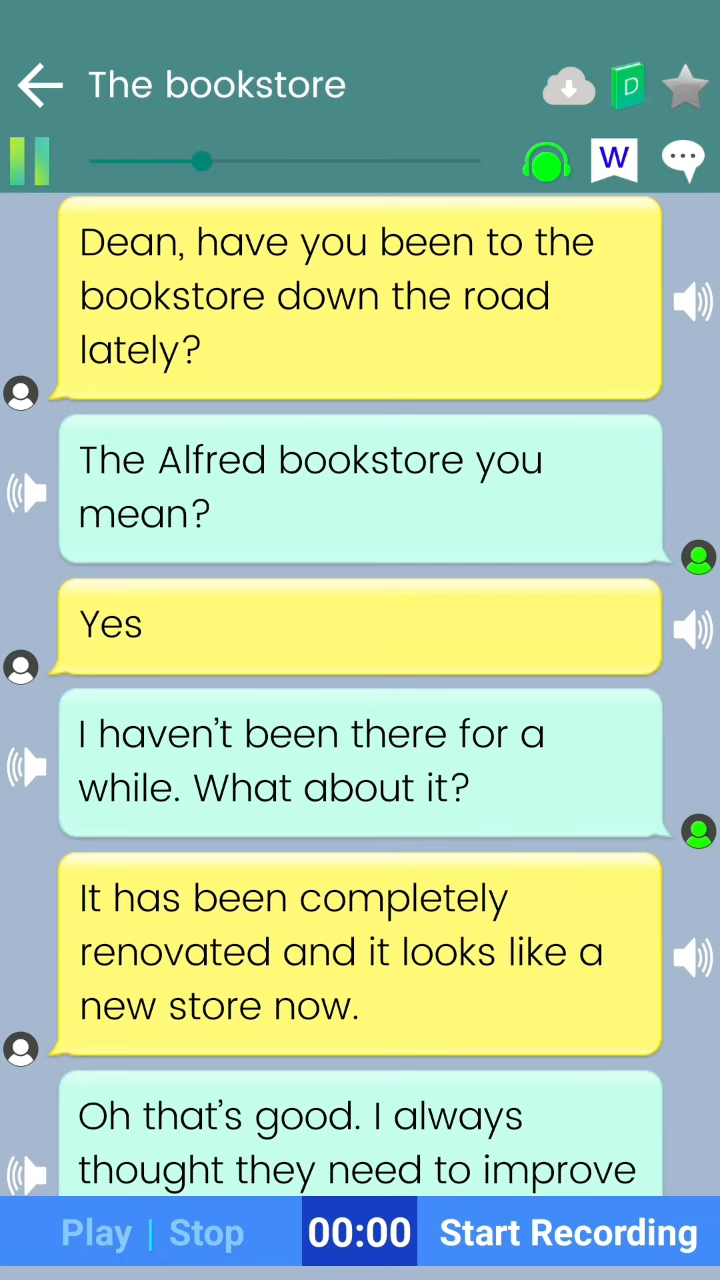 The bookstore
D
W
Dean, have you been to the
bookstore down the road
lately?
The Alfred bookstore you
mean?
Yes
I haven't been there for a
while. What about it?
It has been completely
renovated and it looks like a
new store now.
Oh that's good. I always
thought they need to improve
Play | Stop
00:00
Start Recording